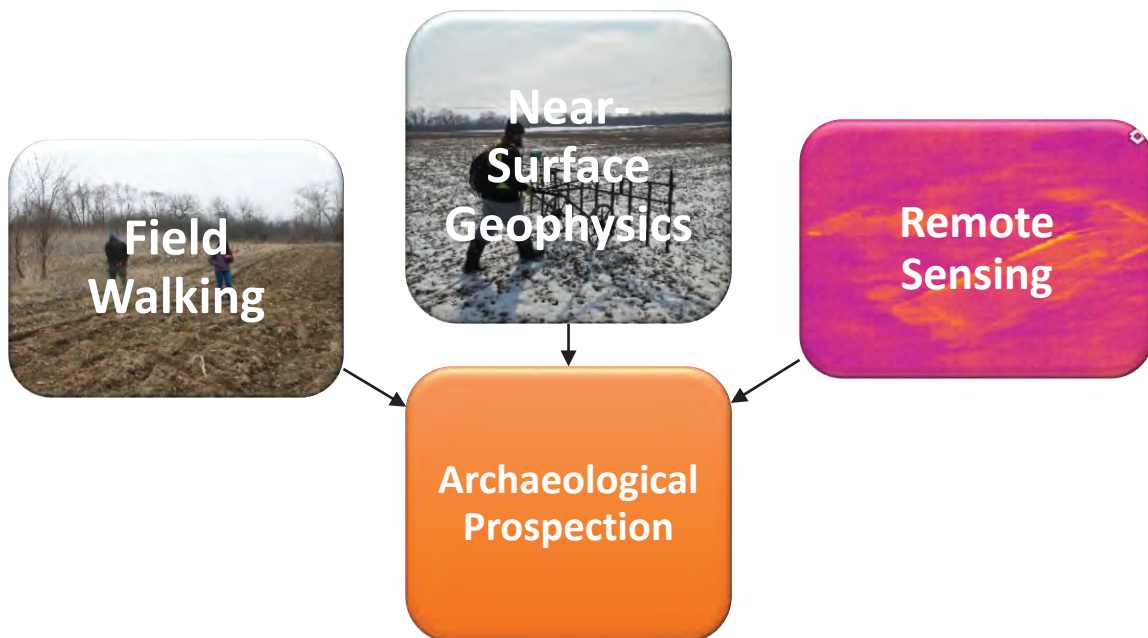 Near-
Surface
Geophysics
Field
Walking
Remote
Sensing
Archaeological
Prospection